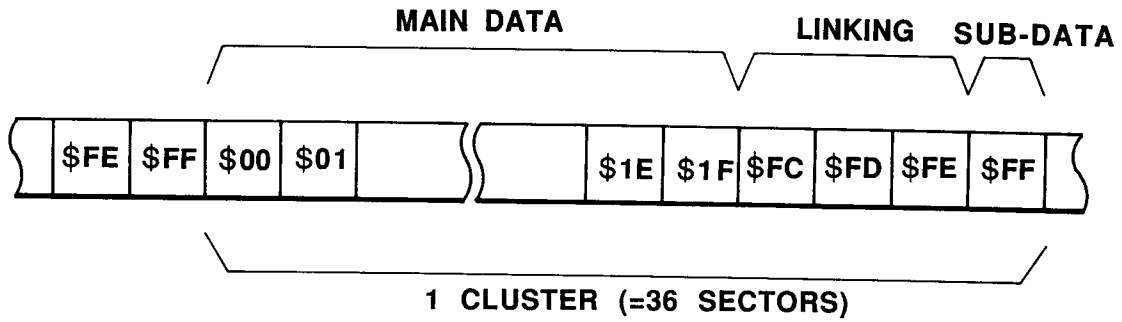 MAIN DATA LINKING SUB-DATA
$FE $FF $00 $01 $1E $1F $FC $FD $FE $FF
1 CLUSTER (=36 SECTORS)